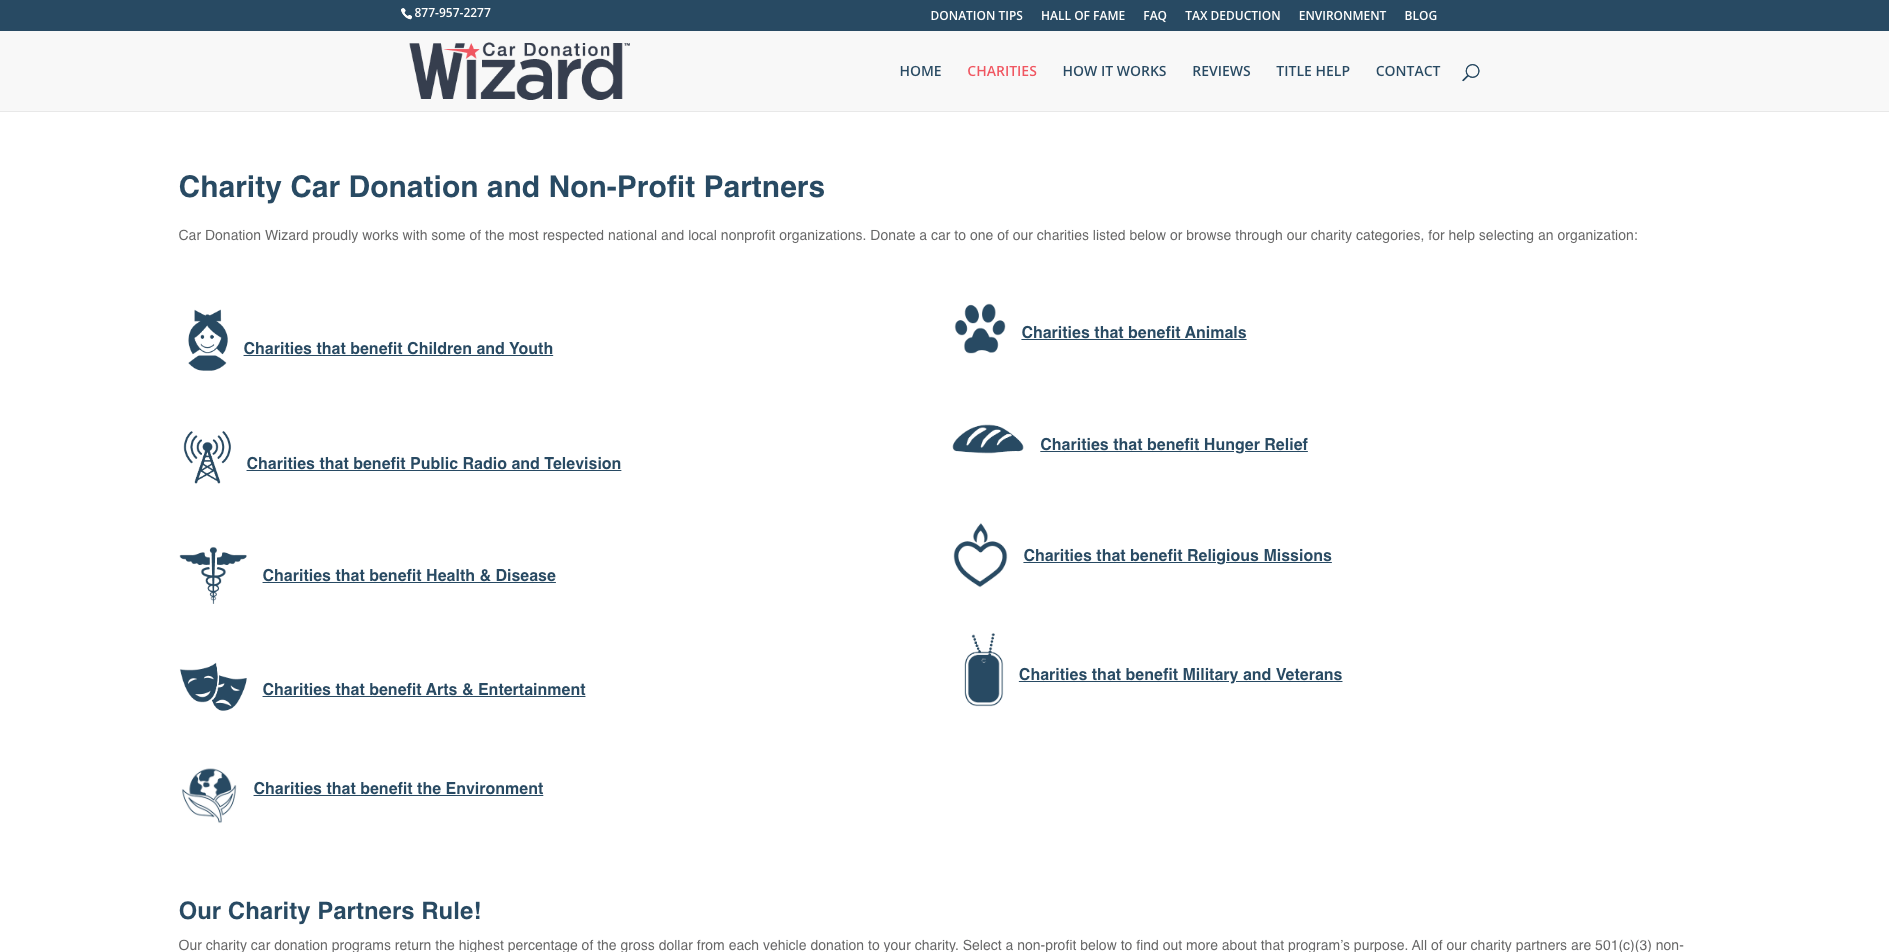 877-957-2277
DONATION TIPS HALL OF FAME FAQ TAX DEDUCTION ENVIRONMENT BLOG
Car Donation™
Wizard
HOME CHARITIES HOW IT WORKS REVIEWS TITLE HELP CONTACT
Charity Car Donation and Non-Profit Partners
Car Donation Wizard proudly works with some of the most respected national and local nonprofit organizations. Donate a car to one of our charities listed below or browse through our charity categories, for help selecting an organization:
Charities that benefit Children and Youth
Charities that benefit Animals
Charities that benefit Public Radio and Television
Charities that benefit Hunger Relief
Charities that benefit Health & Disease
Charities that benefit Religious Missions
Charities that benefit Arts & Entertainment
Charities that benefit Military and Veterans
Charities that benefit the Environment
Our Charity Partners Rule!
Our charity car donation programs return the highest percentage of the gross dollar from each vehicle donation to your charity. Select a non-profit below to find out more about that program’s purpose. All of our charity partners are 501(c)(3) non-